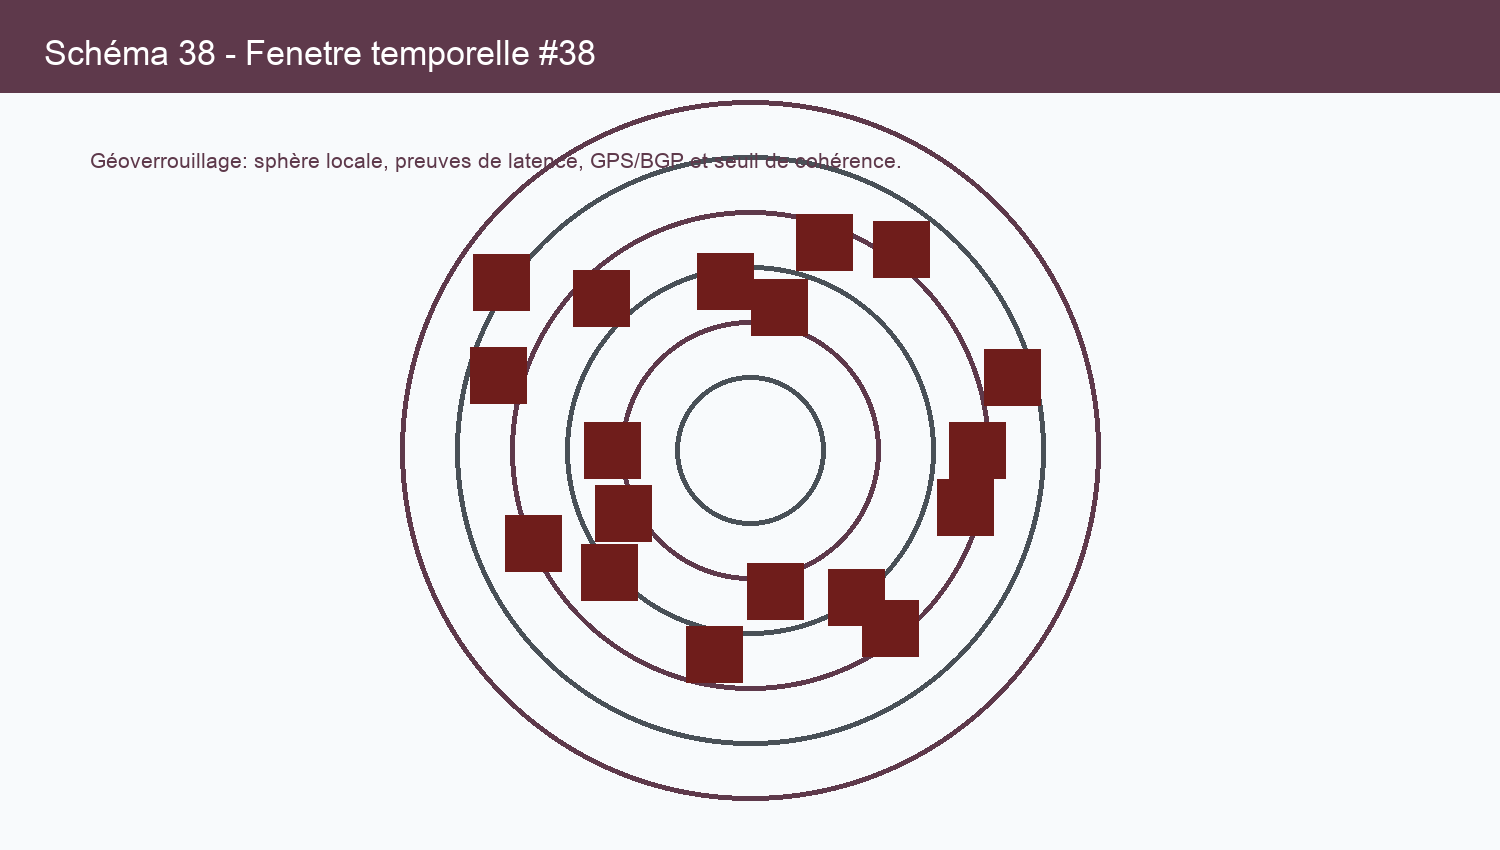 Schéma 38 - Fenetre temporelle #38
Géoverrouillage: sphère locale, preuves de latence, GPS/BGP et seuil de cohérence.